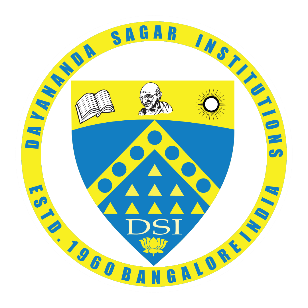 DAYANANDA SAGAR INSTITUTIONS
ESTD. 1960 BANGALORE INDIA
DSI